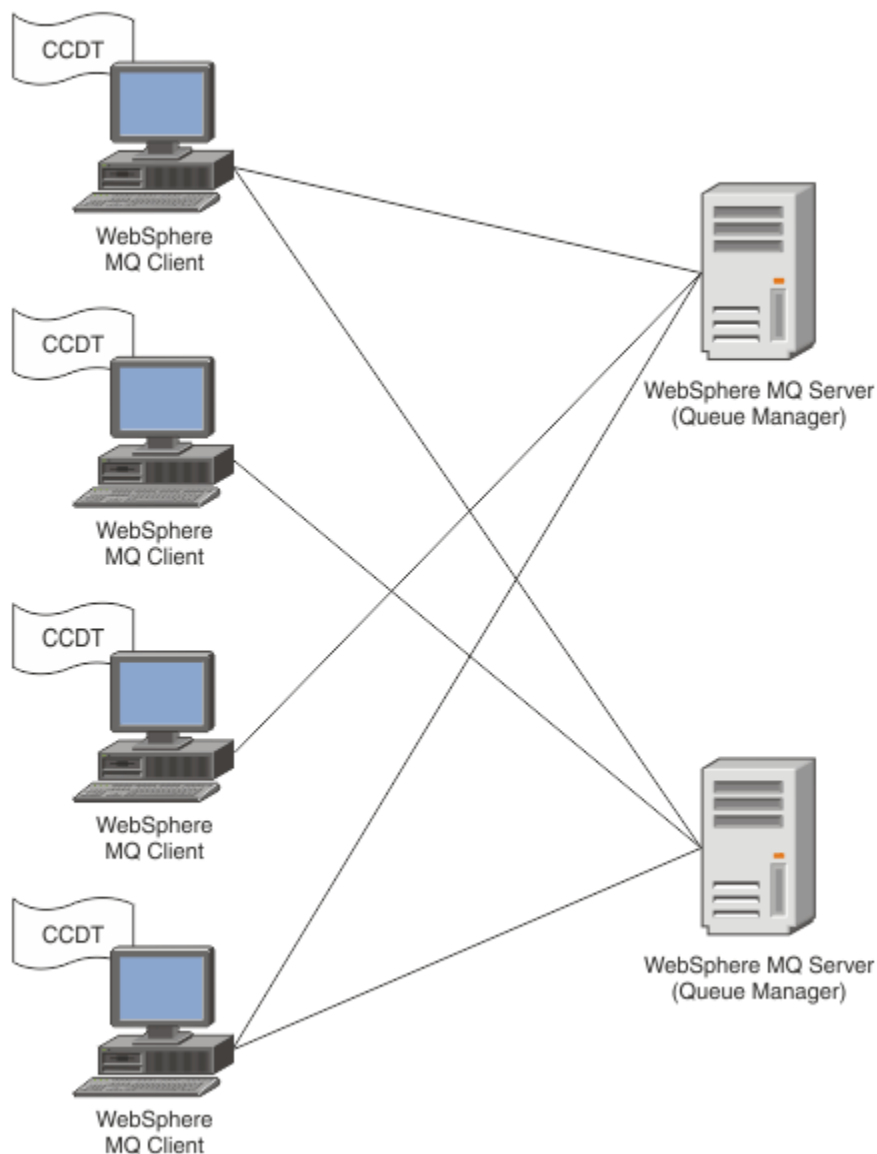 CCDT
WebSphere
MQ Client
WebSphere MQ Server
(Queue Manager)
CCDT
WebSphere
MQ Client
CCDT
WebSphere
MQ Client
WebSphere MQ Server
(Queue Manager)
CCDT
WebSphere
MQ Client